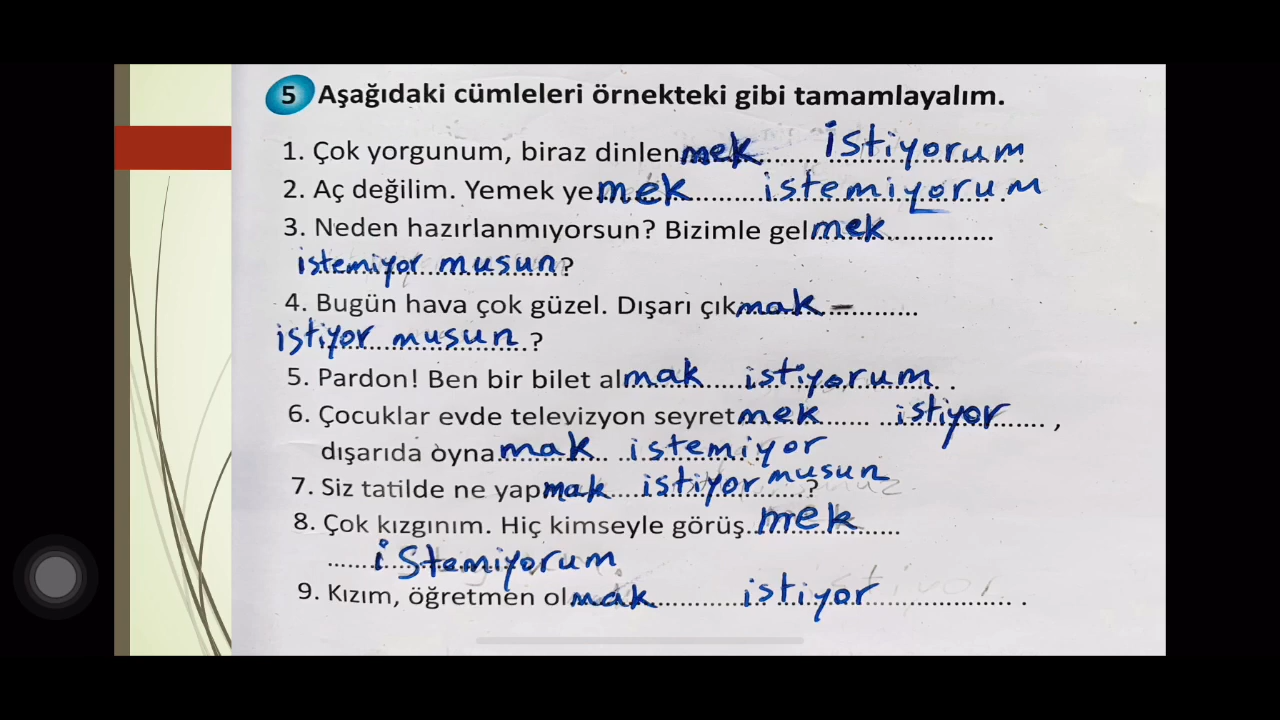 5 Aşağıdaki cümleleri örnekteki gibi tamamlayalım.
1. Çok yorgunum, biraz dinlenmek istiyorum
2. Aç değilim. Yemek yemek istemiyorum.
3. Neden hazırlanmıyorsun? Bizimle gelmek
istemiyor musun?
4. Bugün hava çok güzel. Dışarı çıkmak
istiyor musun?
5. Pardon! Ben bir bilet almak istiyorum.
6. Çocuklar evde televizyon seyretmek istiyor,
dışarıda oynamak istemiyor
7. Siz tatilde ne yapmak istiyor musun?
8. Çok kızgınım. Hiç kimseyle görüş mek
iStemiyorum
9. Kızım, öğretmen olmak istiyor.